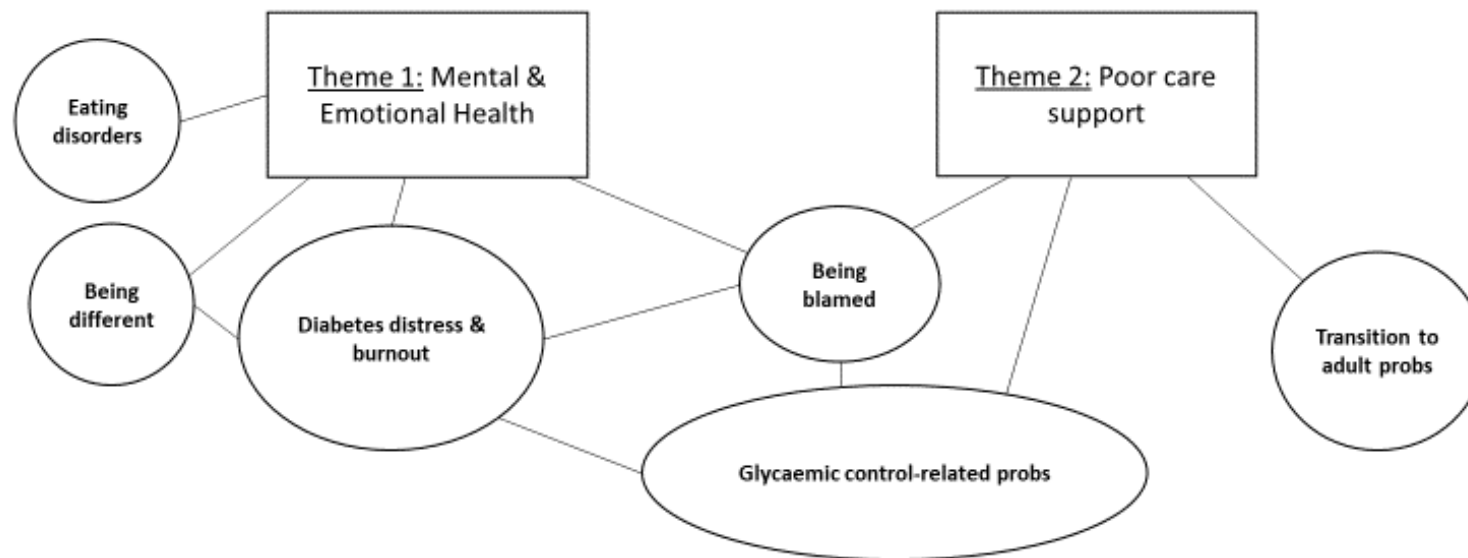 Theme 1: Mental &
Emotional Health
Theme 2: Poor care
support
Eating
disorders
Being
different
Diabetes distress &
burnout
Being
blamed
Transition to
adult probs
Glycaemic control-related probs